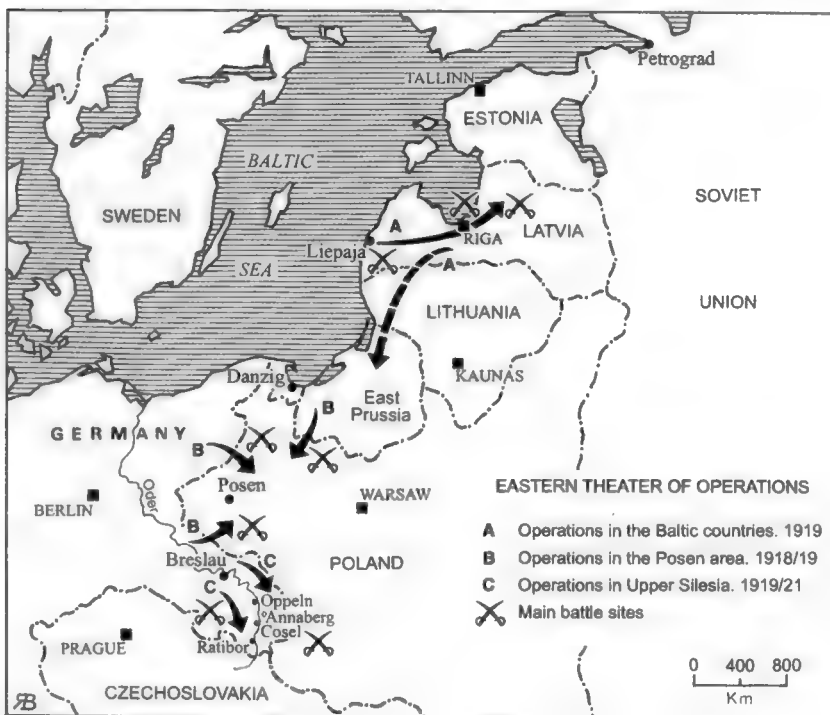 Petrograd
TALLINN
ESTONIA
BALTIC
SWEDEN
SOVIET
A
RIGA
LATVIA
Liepaja
SEA
A
LITHUANIA
UNION
KAUNAS
Danzig
East
Prussia
B
GERMANY
B
Oder
Posen
BERLIN
WARSAW
B
Breslau
POLAND
C
C
Oppeln
Annaberg
Cosel
Ratibor
PRAGUE
CZECHOSLOVAKIA
EASTERN THEATER OF OPERATIONS
A Operations in the Baltic countries. 1919
B Operations in the Posen area. 1918/19
C Operations in Upper Silesia. 1919/21
Main battle sites
0 400 800
Km